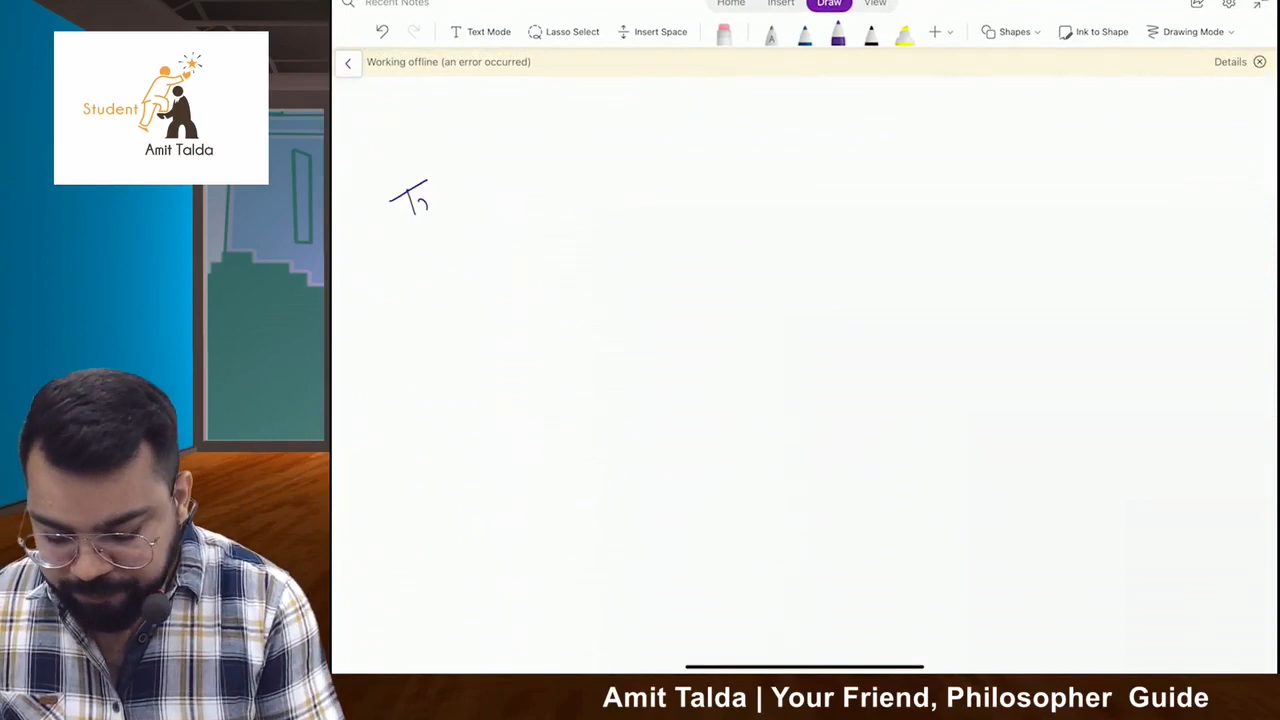 Recent Notes Home Insert Draw View
Text Mode Lasso Select Insert Space A Shapes Ink to Shape Drawing Mode
Working offline (an error occurred) Details
Student
Amit Talda
Amit Talda | Your Friend, Philosopher Guide